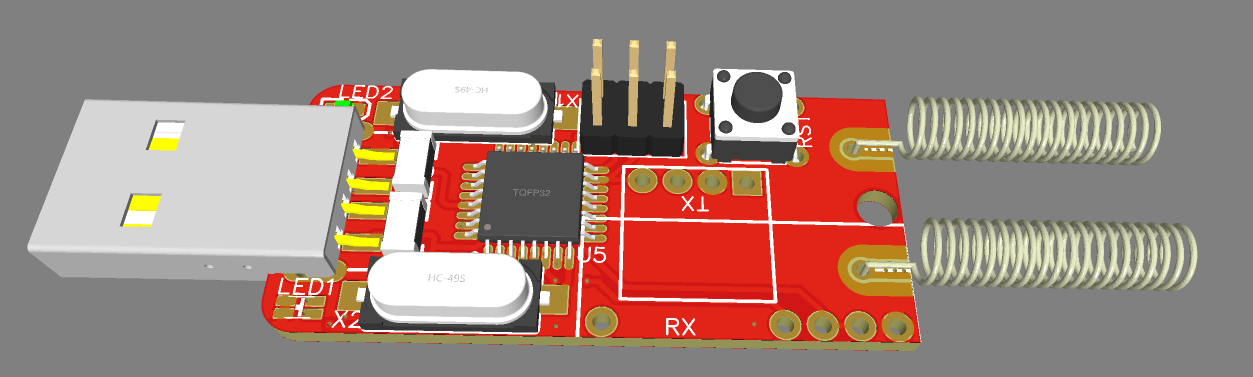 LED2
HC-49S
X1
RST
TQFP32
TX
U5
LED1
HC-49S
X2
RX